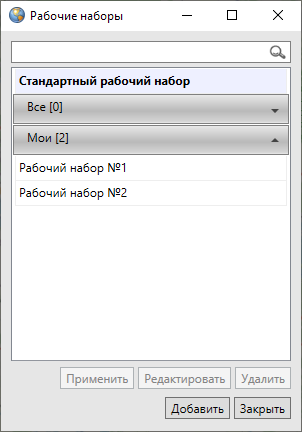 Рабочие наборы
Стандартный рабочий набор
Все [0]
Мои [2]
Рабочий набор №1
Рабочий набор №2
Применить Редактировать Удалить
Добавить Закрыть